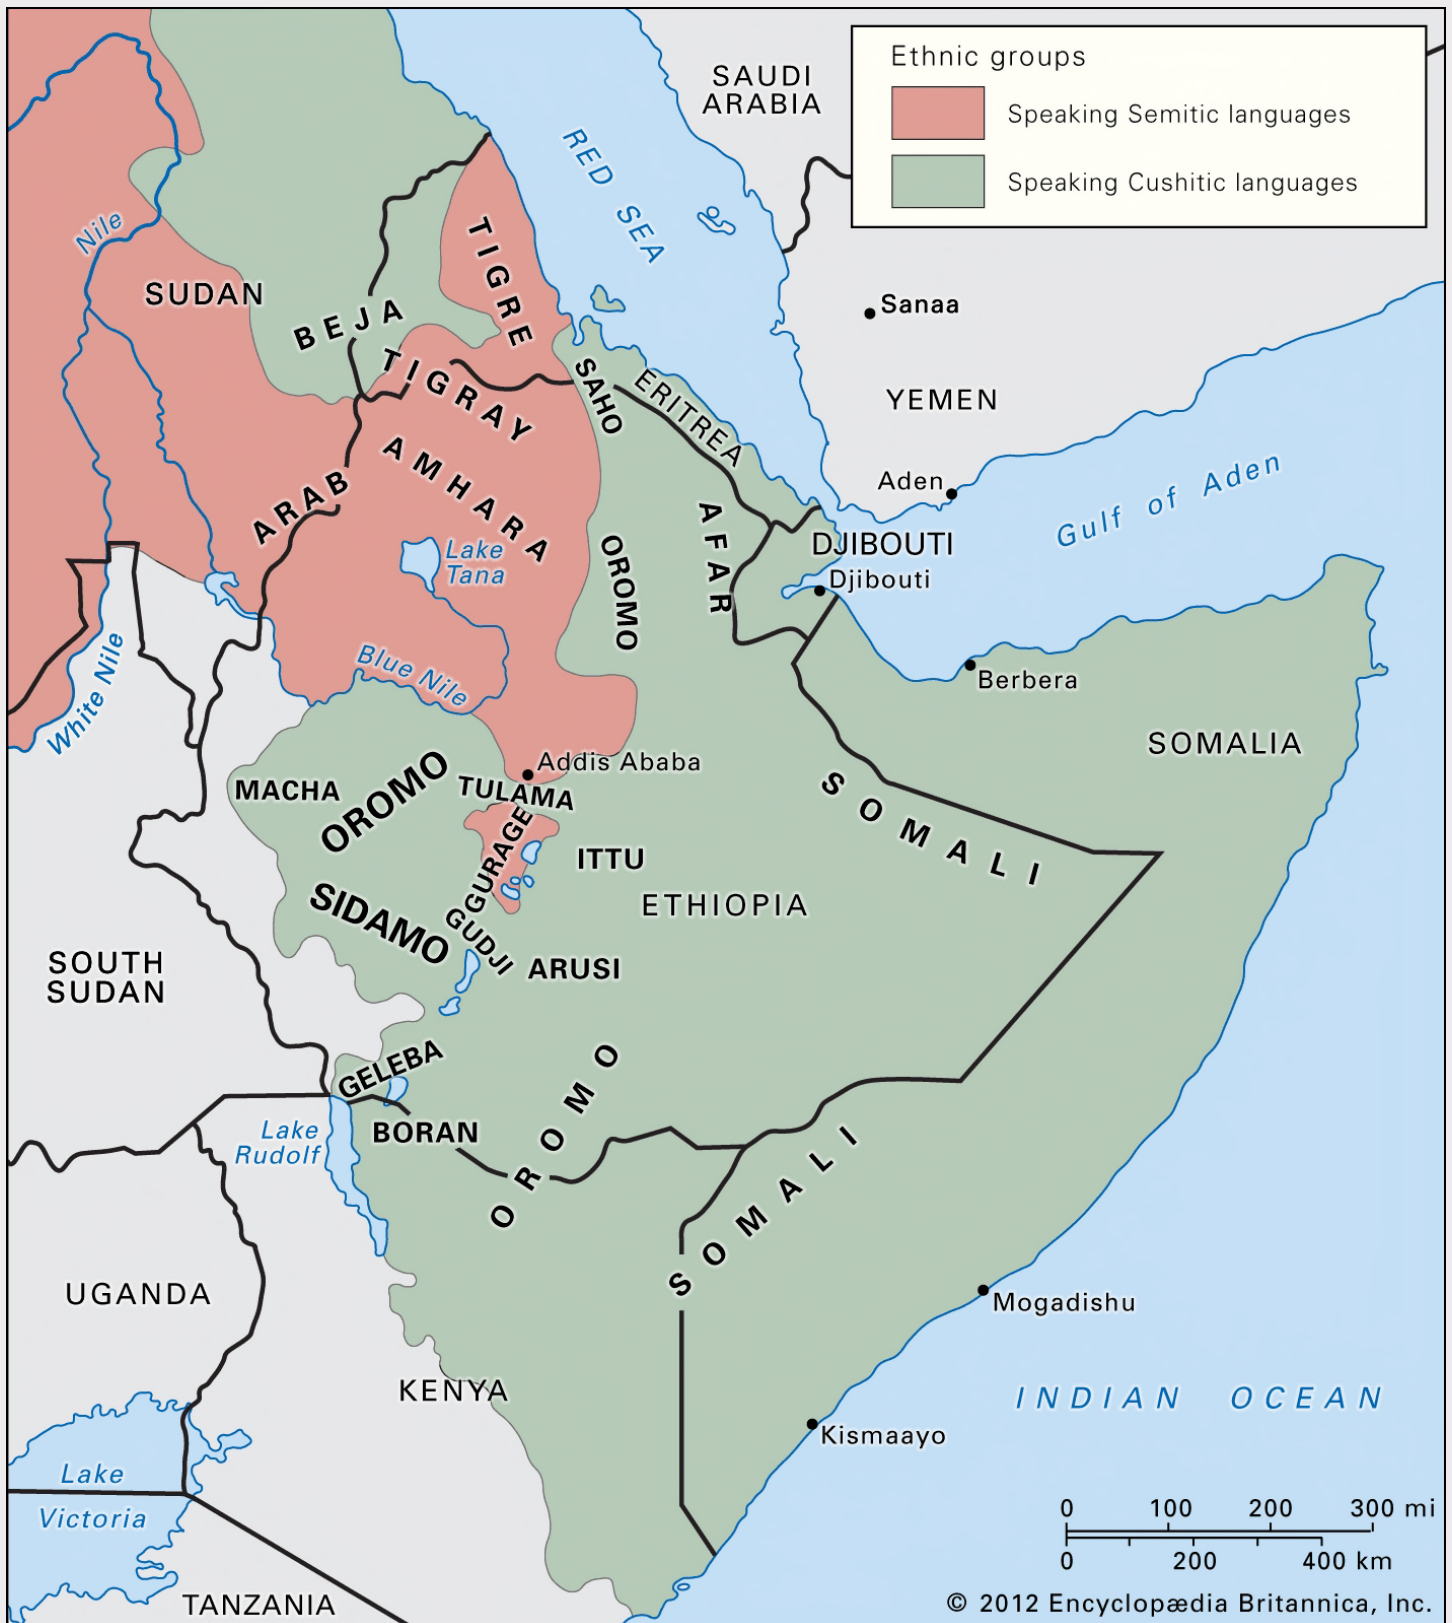 Ethnic groups
Speaking Semitic languages
Speaking Cushitic languages
SAUDI
ARABIA
RED SEA
Nile
SUDAN
TIGRE
BEJA
Sanaa
TIGRAY
SAHO
ERITREA
YEMEN
AMHARA
ARAB
Aden
Gulf of Aden
AFAR
Lake
Tana
OROMO
DJIBOUTI
Djibouti
White Nile
Blue Nile
Berbera
SOMALIA
Addis Ababa
MACHA
OROMO
TULAMA
SOMALI
GURAGE
ITTU
ETHIOPIA
SIDAMO
GUDJI
ARUSI
SOUTH
SUDAN
GELEBA
OROMO
BORAN
Lake
Rudolf
SOMALI
UGANDA
Mogadishu
KENYA
INDIAN OCEAN
Kismaayo
Lake
Victoria
0 100 200 300 mi
0 200 400 km
TANZANIA
© 2012 Encyclopædia Britannica, Inc.